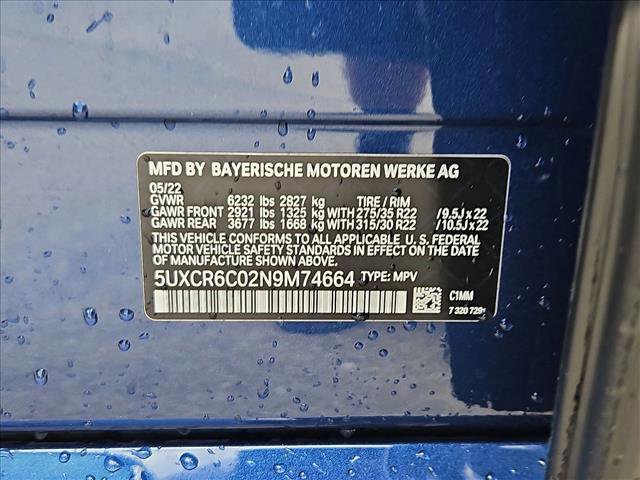 MFD BY BAYERISCHE MOTOREN WERKE AG
05/22
GVWR 6232 lbs 2827 kg TIRE / RIM
GAWR FRONT 2921 lbs 1325 kg WITH 275/35 R22 /9.5J x 22
GAWR REAR 3677 lbs 1668 kg WITH 315/30 R22 /10.5J x 22
THIS VEHICLE CONFORMS TO ALL APPLICABLE U. S. FEDERAL
MOTOR VEHICLE SAFETY STANDARDS IN EFFECT ON THE DATE
OF MANUFACTURE SHOWN ABOVE.
5UXCR6C02N9M74664 TYPE: MPV
C1MM
7 320 729